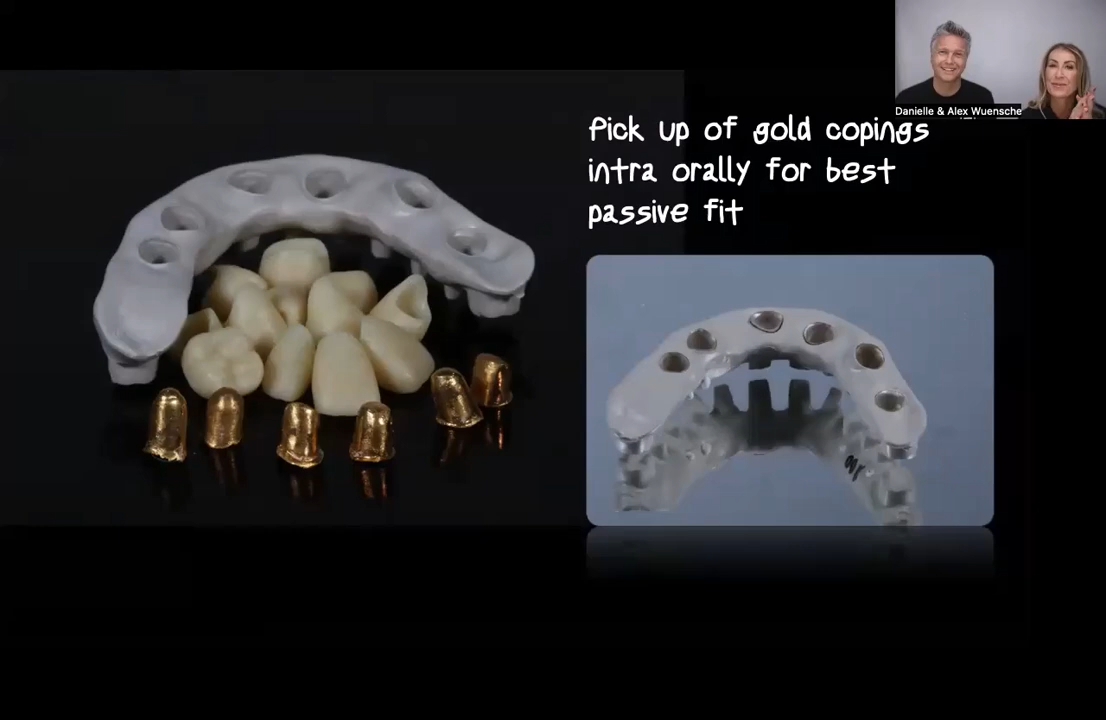 Danielle & Alex Wuensche
Pick up of gold copings
intra orally for best
passive fit